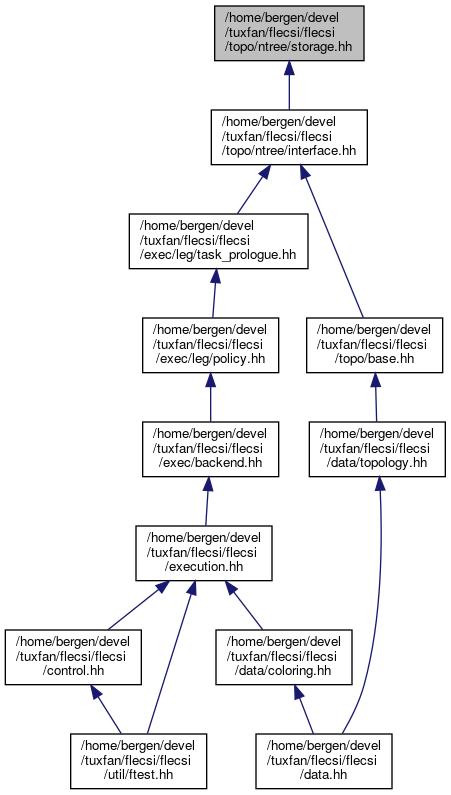 /home/bergen/devel
/tuxfan/flecsi/flecsi
/topo/ntree/storage.hh
/home/bergen/devel
/tuxfan/flecsi/flecsi
/topo/ntree/interface.hh
/home/bergen/devel
/tuxfan/flecsi/flecsi
/exec/leg/task_prologue.hh
/home/bergen/devel
/tuxfan/flecsi/flecsi
/exec/leg/policy.hh
/home/bergen/devel
/tuxfan/flecsi/flecsi
/topo/base.hh
/home/bergen/devel
/tuxfan/flecsi/flecsi
/exec/backend.hh
/home/bergen/devel
/tuxfan/flecsi/flecsi
/data/topology.hh
/home/bergen/devel
/tuxfan/flecsi/flecsi
/execution.hh
/home/bergen/devel
/tuxfan/flecsi/flecsi
/control.hh
/home/bergen/devel
/tuxfan/flecsi/flecsi
/data/coloring.hh
/home/bergen/devel
/tuxfan/flecsi/flecsi
/util/ftest.hh
/home/bergen/devel
/tuxfan/flecsi/flecsi
/data.hh